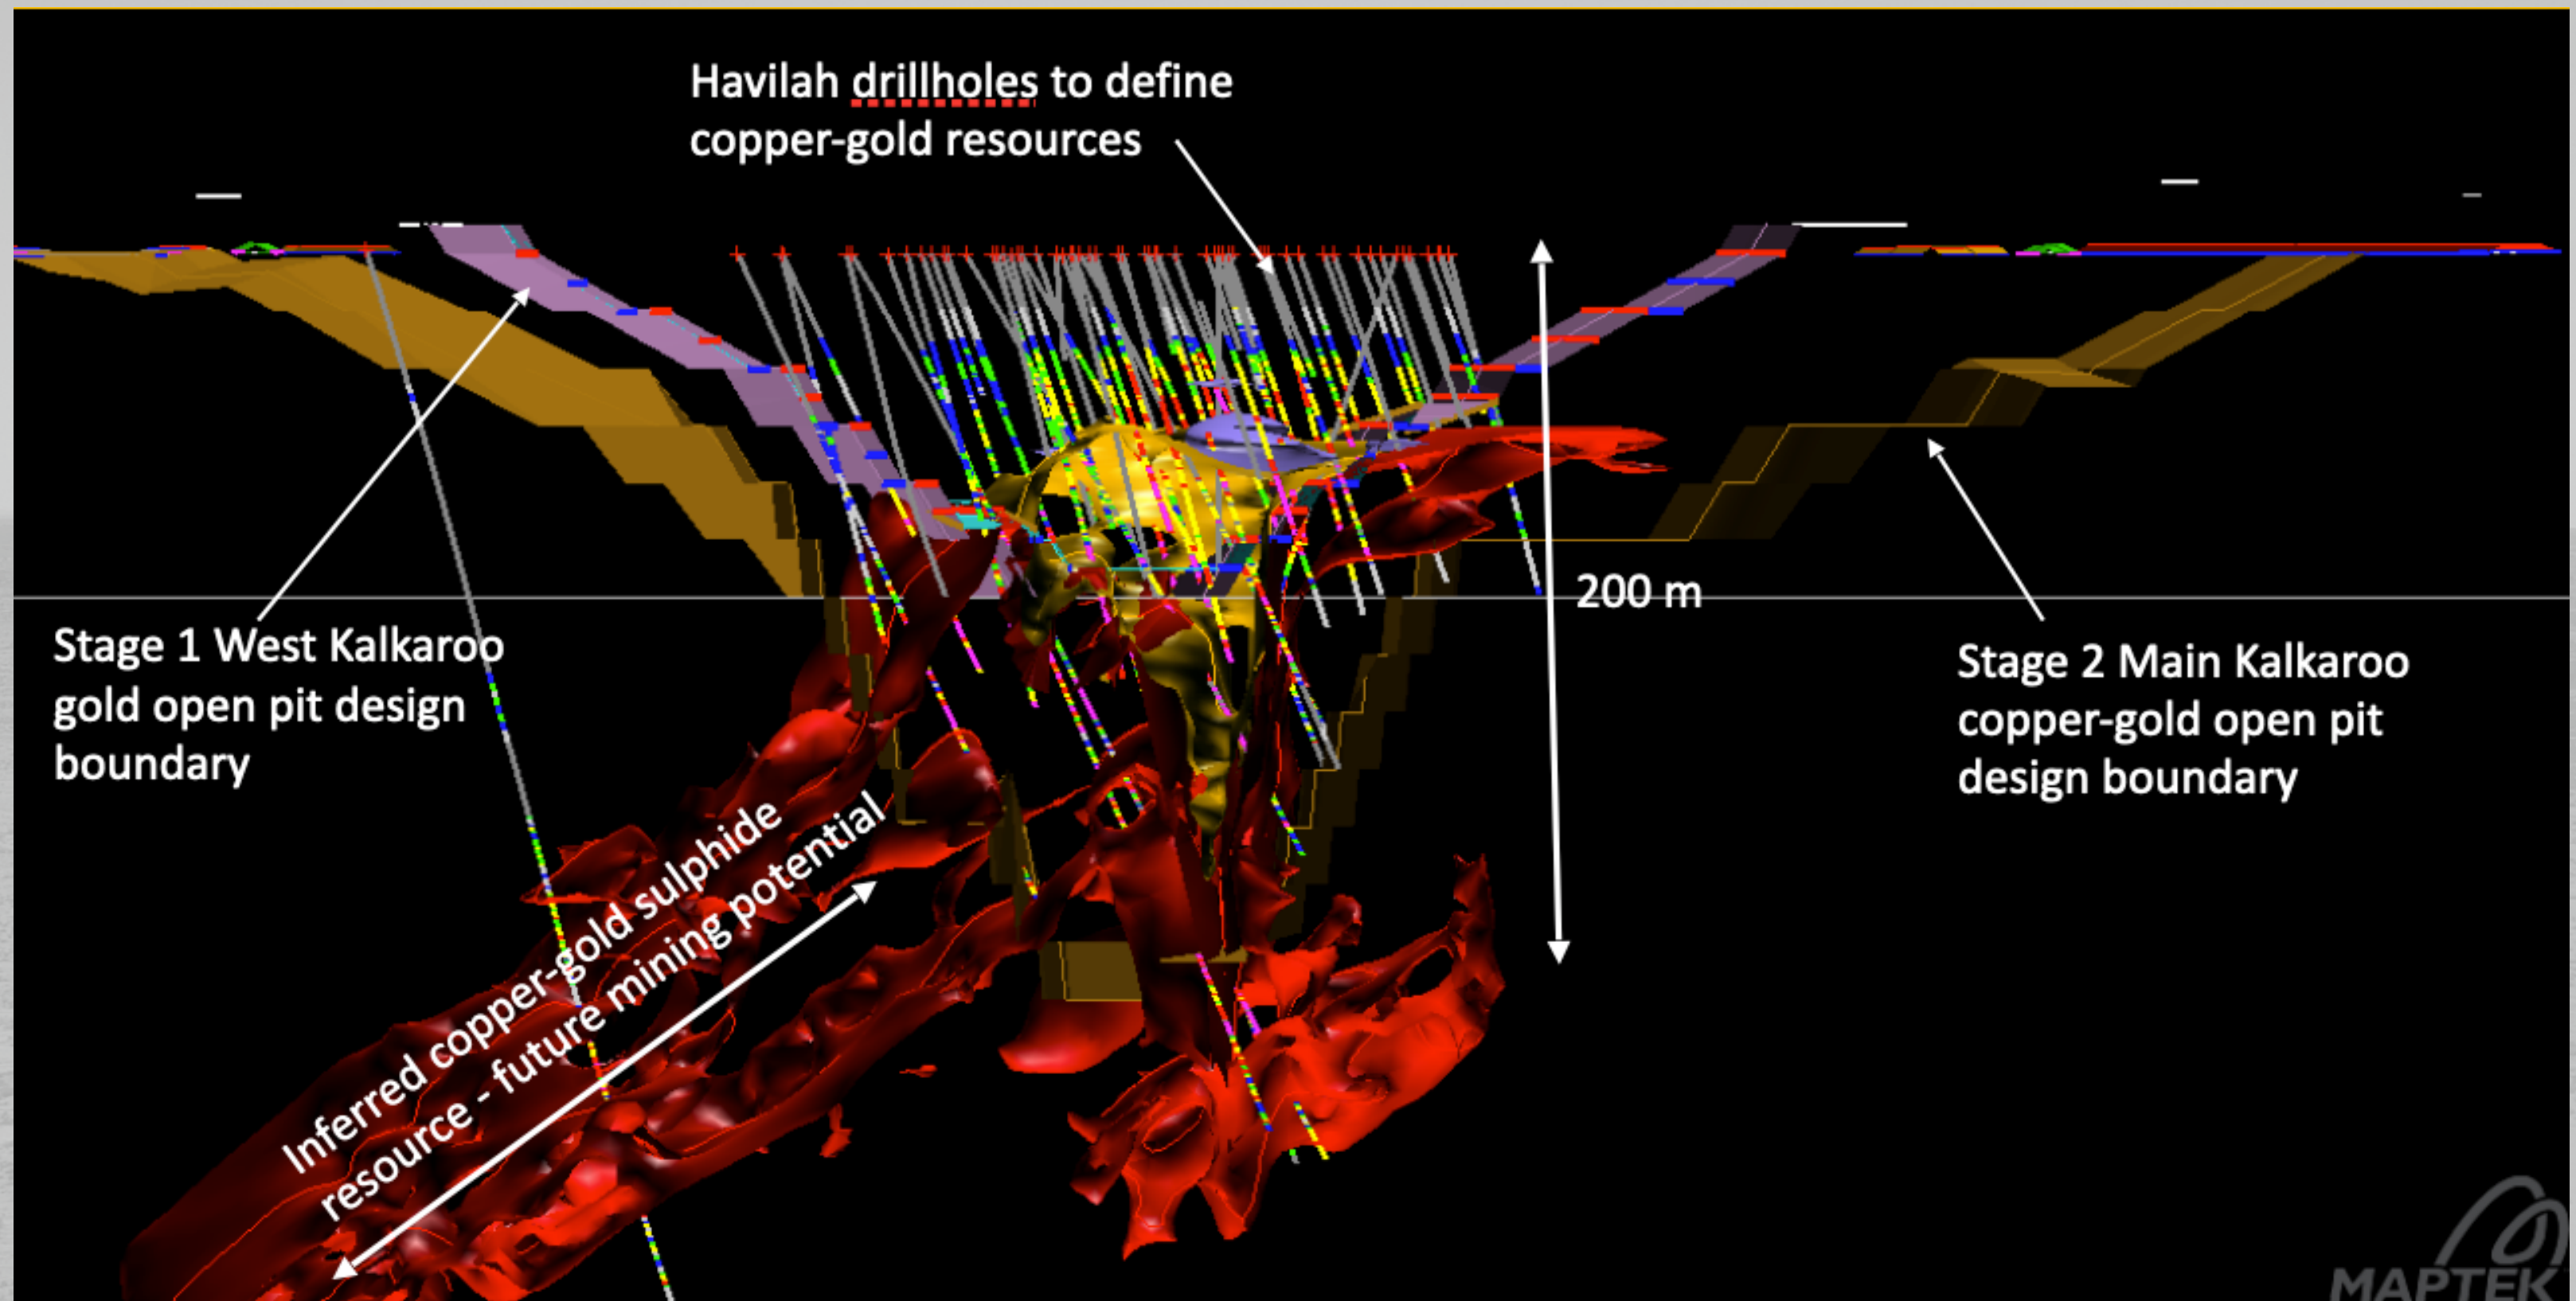 Havilah drillholes to define
copper-gold resources
200 m
Stage 1 West Kalkaroo
gold open pit design
boundary
Stage 2 Main Kalkaroo
copper-gold open pit
design boundary
Inferred copper-gold sulphide
resource - future mining potential
MAPTEK